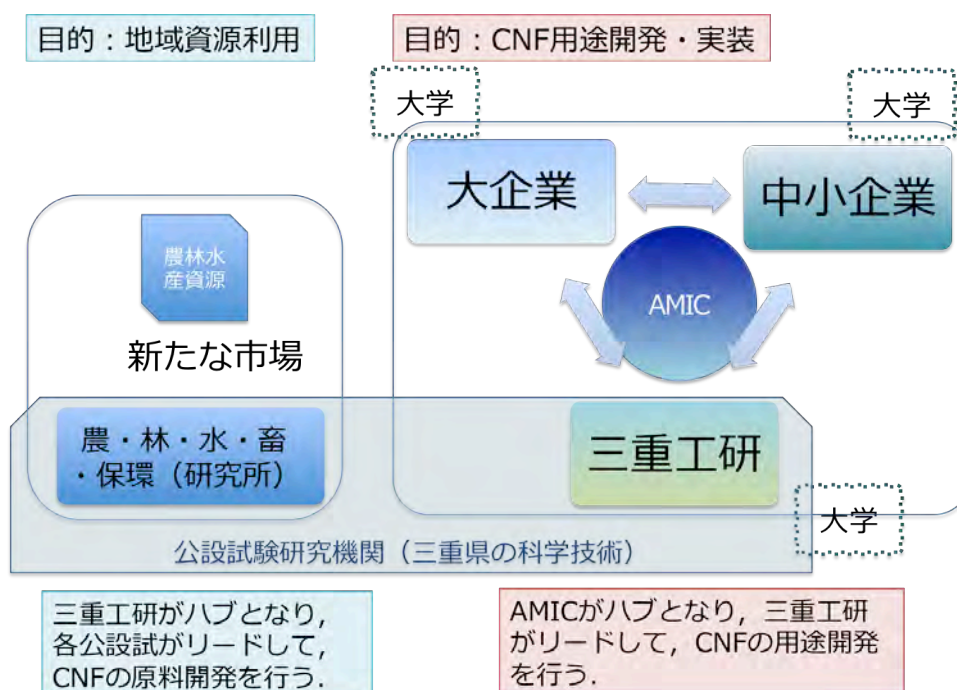 目的：地域資源利用
目的：CNF用途開発・実装
大学
大学
大企業
中小企業
農林水
産資源
AMIC
新たな市場
農・林・水・畜
・保環（研究所）
三重工研
大学
公設試験研究機関（三重県の科学技術）
三重工研がハブとなり，
各公設試がリードして，
CNFの原料開発を行う．
AMICがハブとなり，三重工研
がリードして，CNFの用途開発
を行う．